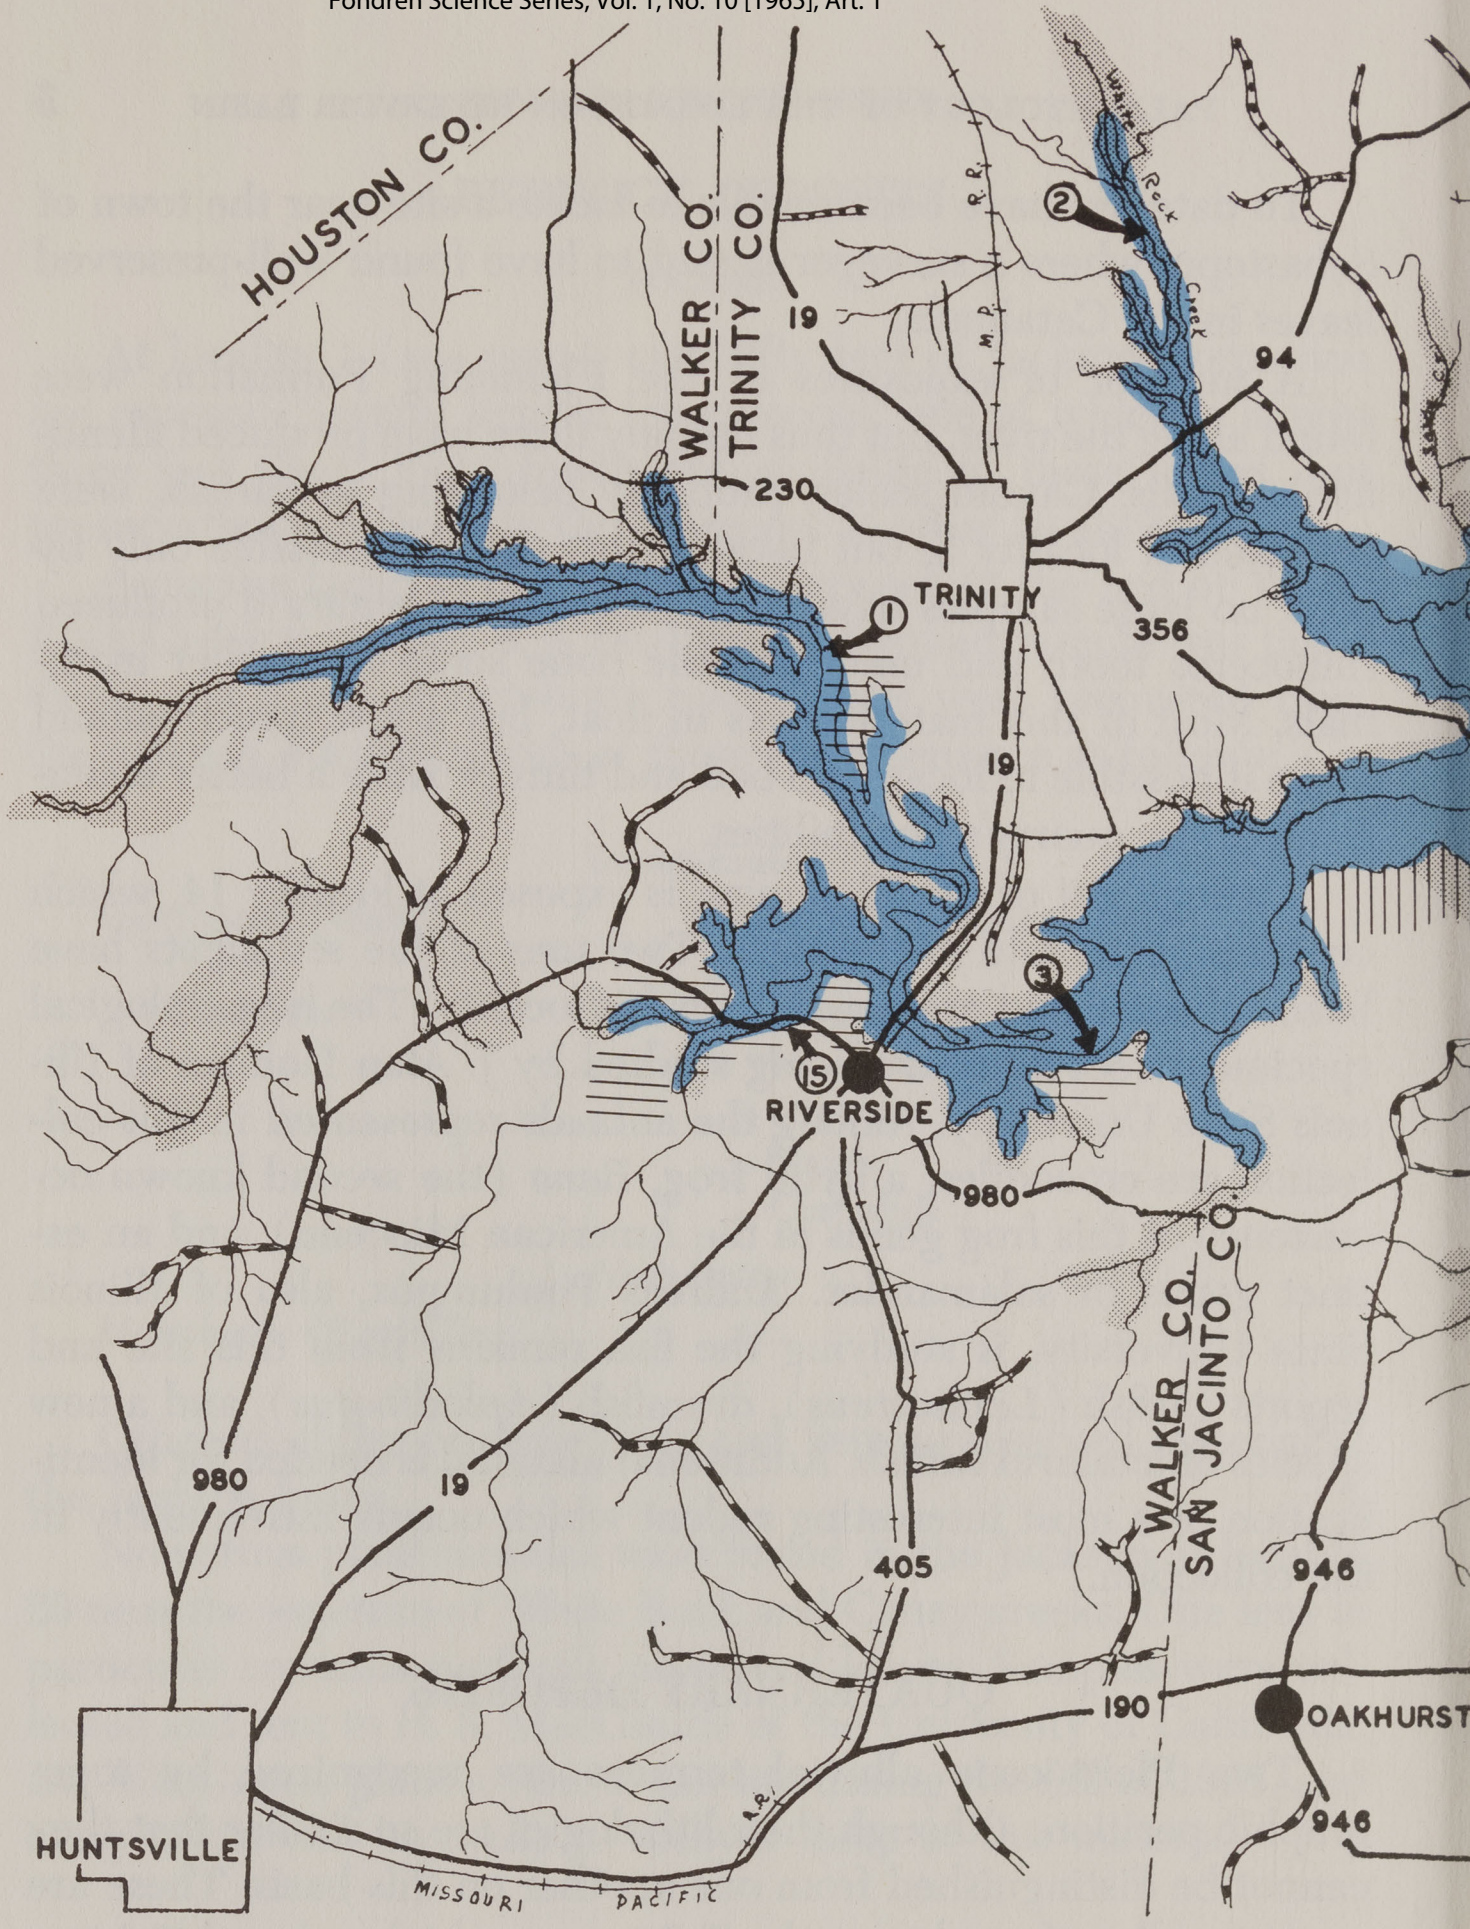 Fondren Science Series, Vol. 1, No. 10 [1965], Art. 1
HOUSTON CO.
WALKER CO.
TRINITY CO.
R.R.
M.P.
White
Rock
Creek
2
19
94
230
TRINITY
1
356
19
3
15
RIVERSIDE
980
WALKER CO.
SAN JACINTO CO.
980
19
405
946
190
OAKHURST
946
HUNTSVILLE
MISSOURI PACIFIC
R.R.